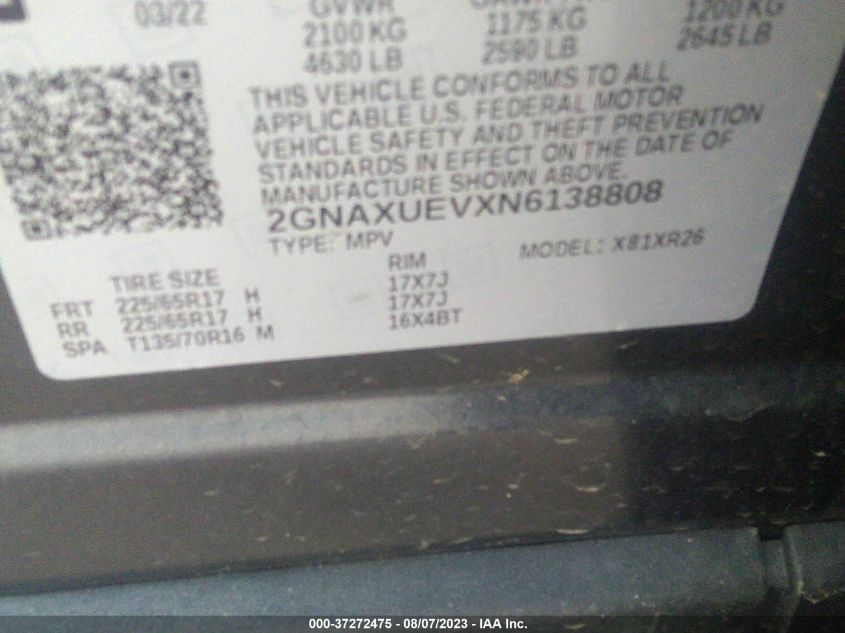 03/22 GVWR
2100 KG 1175 KG 1200 KG
4630 LB 2590 LB 2645 LB
THIS VEHICLE CONFORMS TO ALL
APPLICABLE U.S. FEDERAL MOTOR
VEHICLE SAFETY AND THEFT PREVENTION
STANDARDS IN EFFECT ON THE DATE OF
MANUFACTURE SHOWN ABOVE.
2GNAXUEVXN6138808
TYPE: MPV MODEL: X81XR26
TIRE SIZE RIM
FRT 225/65R17 H 17X7J
RR 225/65R17 H 17X7J
SPA T135/70R16 M 16X4BT
000-37272475 - 08/07/2023 - IAA Inc.